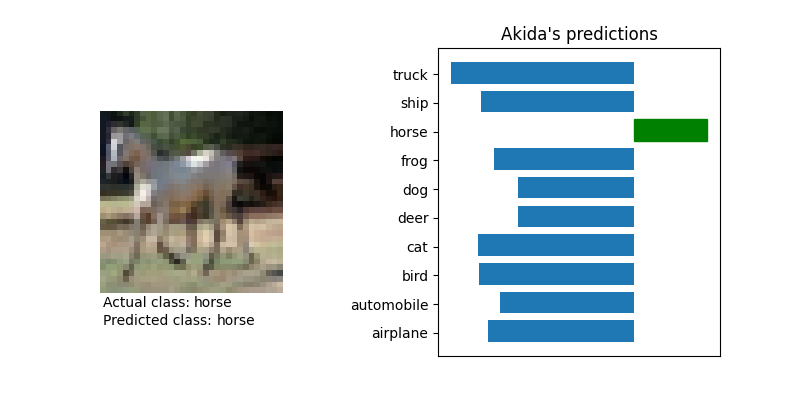 Akida's predictions
truck
ship
horse
frog
dog
deer
cat
bird
automobile
airplane
Actual class: horse
Predicted class: horse